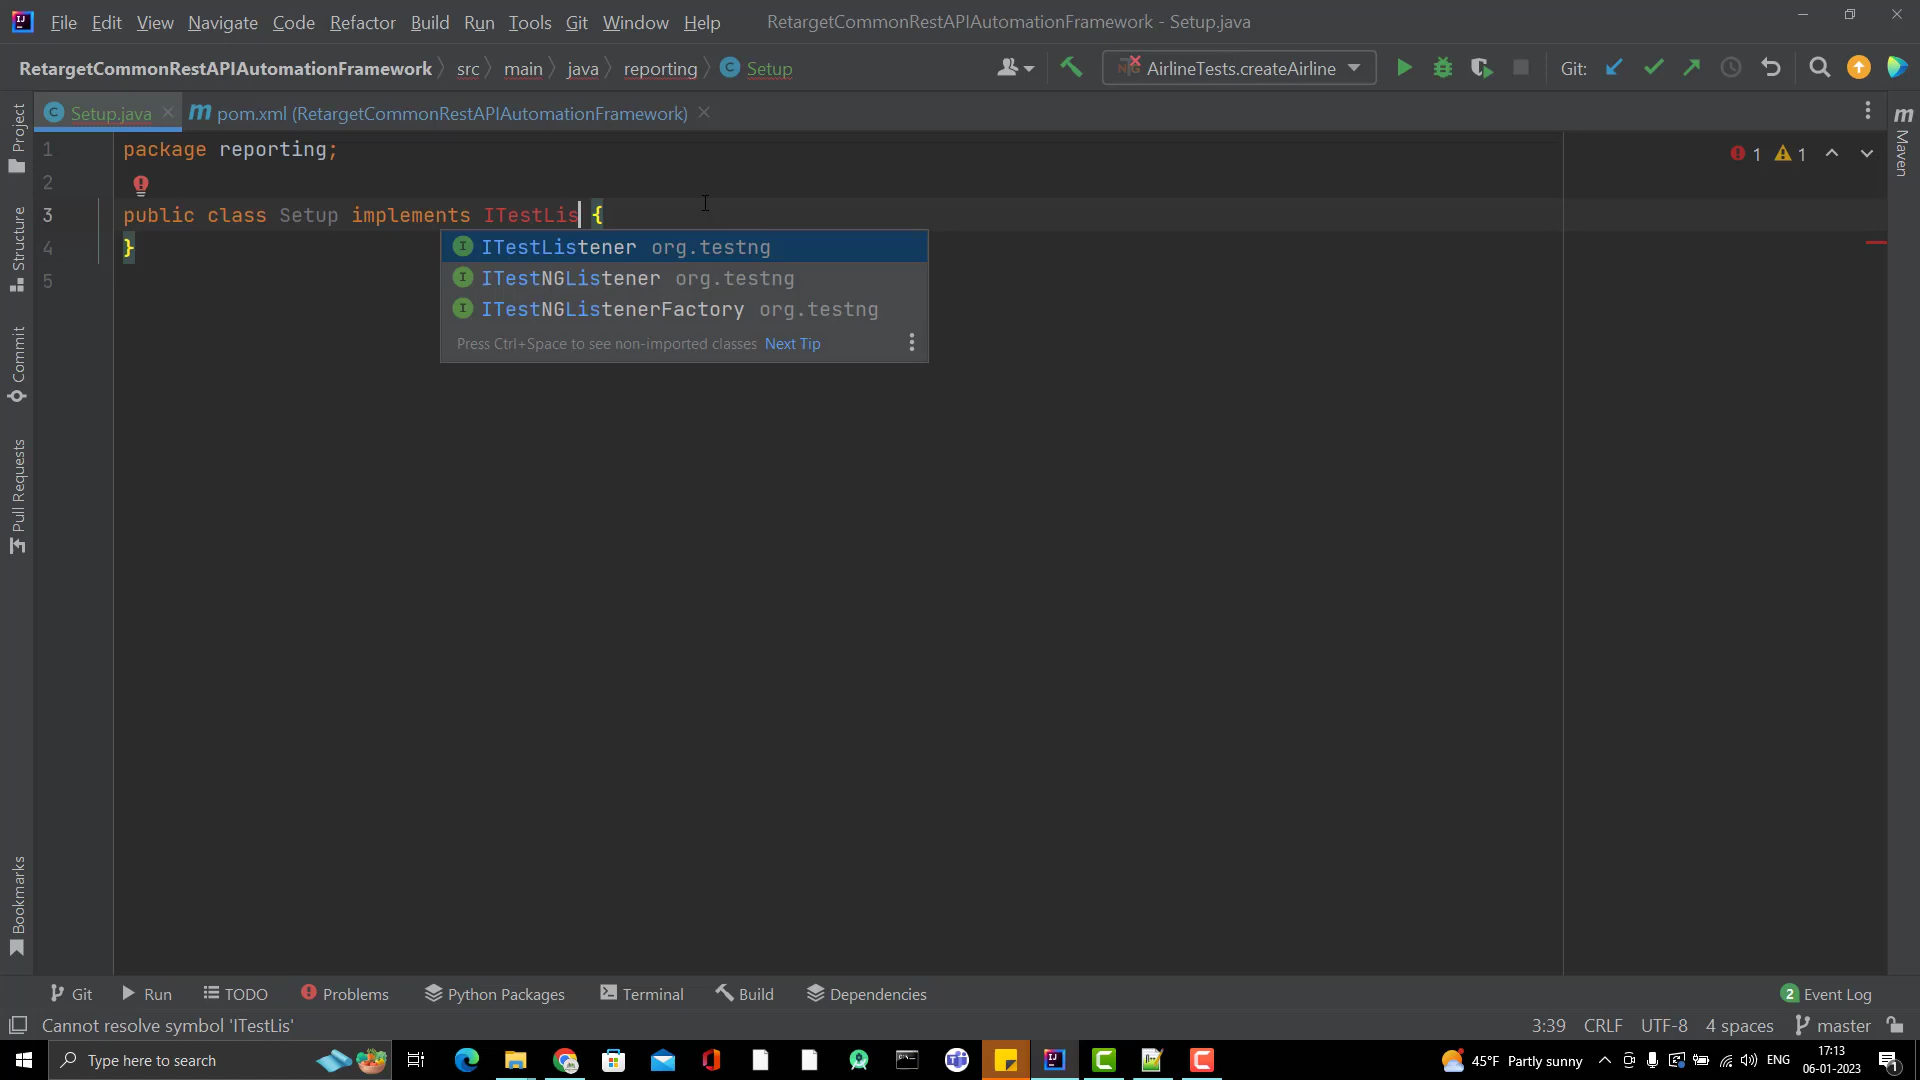 File Edit View Navigate Code Refactor Build Run Tools Git Window Help RetargetCommonRestAPIAutomationFramework - Setup.java
RetargetCommonRestAPIAutomationFramework src main java reporting Setup AirlineTests.createAirline Git:
Setup.java pom.xml (RetargetCommonRestAPIAutomationFramework)
1 package reporting; 1 1
2
3 public class Setup implements ITestLis {
4 }
5
ITestListener org.testng
ITestNGListener org.testng
ITestNGListenerFactory org.testng
Press Ctrl+Space to see non-imported classes Next Tip
Project
Structure
Commit
Pull Requests
Bookmarks
m
Maven
Git Run TODO Problems Python Packages Terminal Build Dependencies 2 Event Log
Cannot resolve symbol 'ITestLis' 3:39 CRLF UTF-8 4 spaces master
Type here to search 45°F Partly sunny ENG 17:13
06-01-2023 1